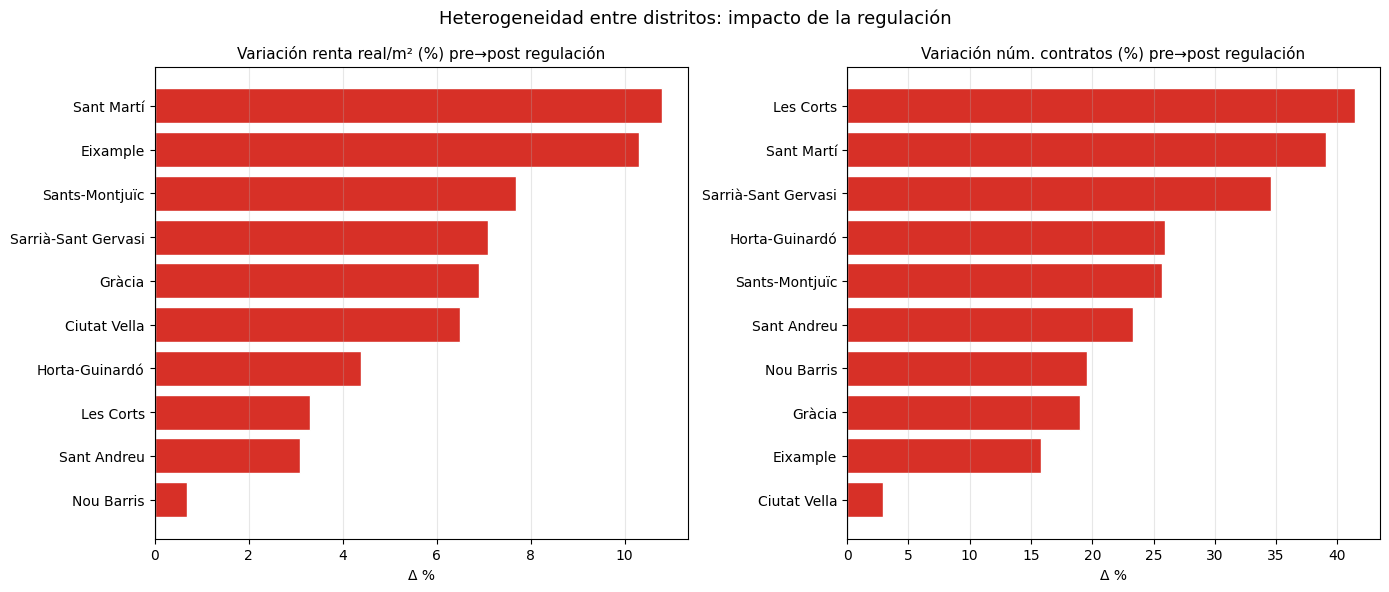 Heterogeneidad entre distritos: impacto de la regulación
Variación renta real/m² (%) pre→post regulación
Sant Martí
Eixample
Sants-Montjuïc
Sarrià-Sant Gervasi
Gràcia
Ciutat Vella
Horta-Guinardó
Les Corts
Sant Andreu
Nou Barris
0 2 4 6 8 10
Δ %
Variación núm. contratos (%) pre→post regulación
Les Corts
Sant Martí
Sarrià-Sant Gervasi
Horta-Guinardó
Sants-Montjuïc
Sant Andreu
Nou Barris
Gràcia
Eixample
Ciutat Vella
0 5 10 15 20 25 30 35 40
Δ %